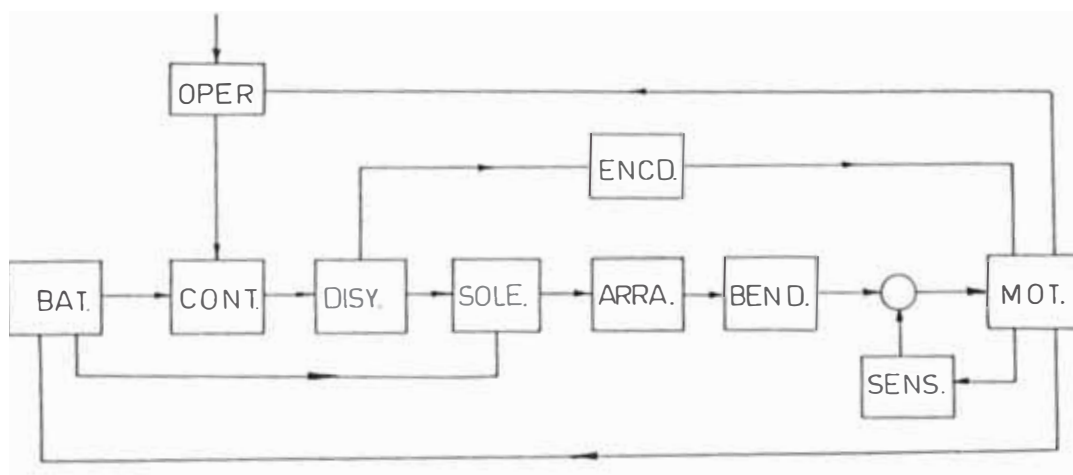 OPER
ENCD.
BAT.
CONT.
DISY.
SOLE.
ARRA.
BEND.
MOT.
SENS.